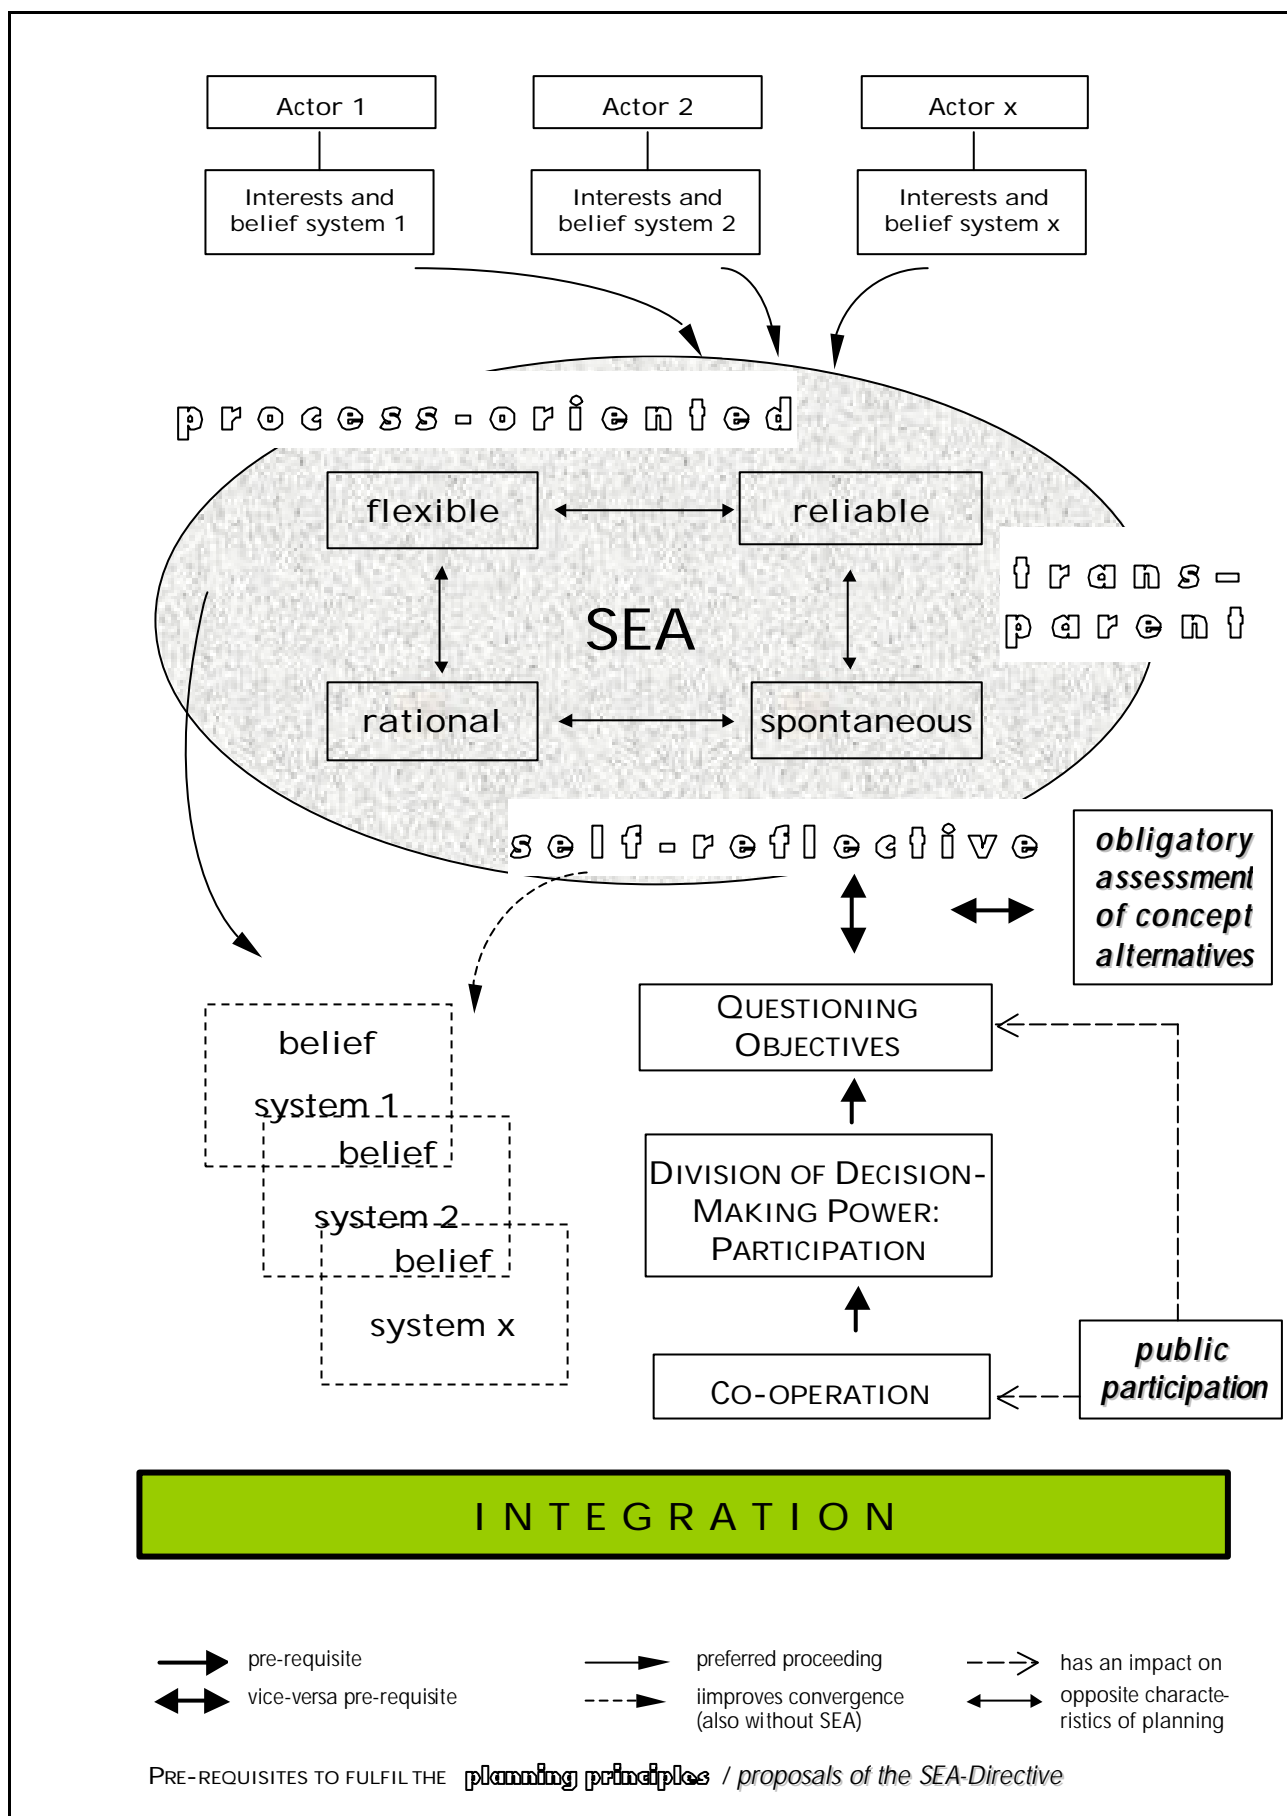 Actor 1
Actor 2
Actor x
Interests and
belief system 1
Interests and
belief system 2
Interests and
belief system x
process-oriented
flexible
reliable
trans-
parent
SEA
rational
spontaneous
self-reflective
obligatory
assessment
of concept
alternatives
belief
system 1
belief
system 2
belief
system x
QUESTIONING
OBJECTIVES
DIVISION OF DECISION-
MAKING POWER:
PARTICIPATION
CO-OPERATION
public
participation
INTEGRATION
pre-requisite
vice-versa pre-requisite
preferred proceeding
iimproves convergence
(also without SEA)
has an impact on
opposite characte-
ristics of planning
PRE-REQUISITES TO FULFIL THE planning principles / proposals of the SEA-Directive